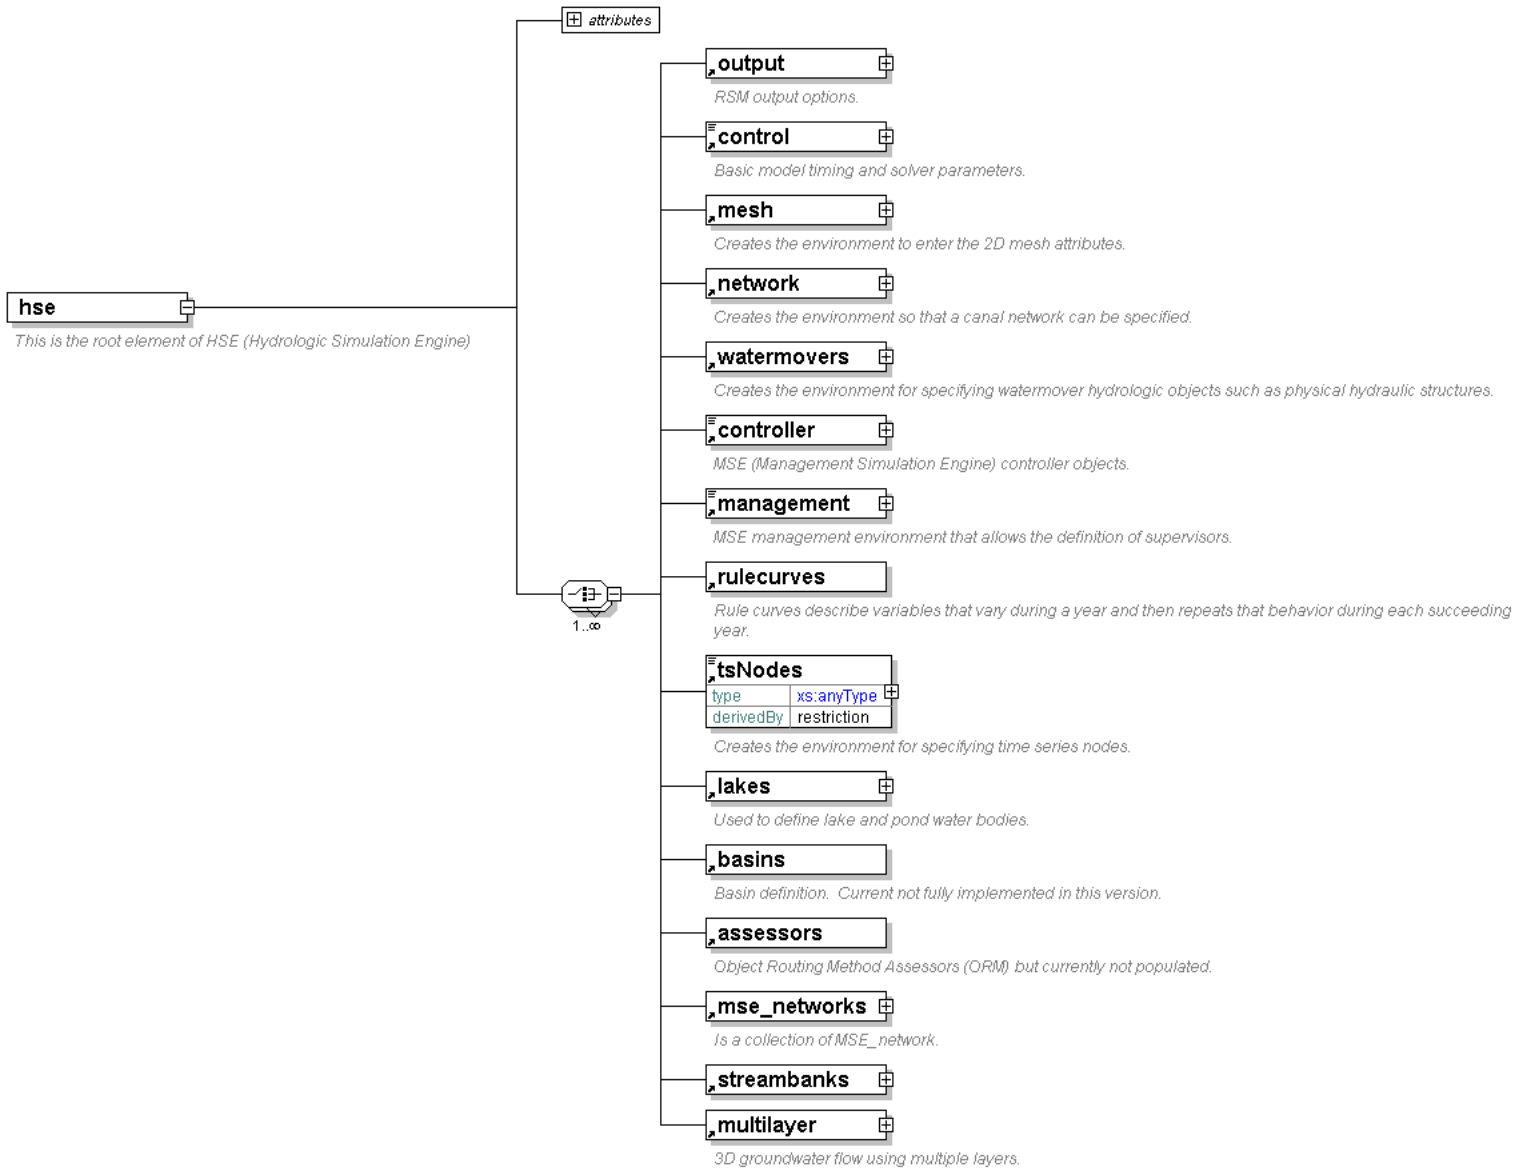 attributes
output
RSM output options.
control
Basic model timing and solver parameters.
mesh
Creates the environment to enter the 2D mesh attributes.
network
Creates the environment so that a canal network can be specified.
hse
This is the root element of HSE (Hydrologic Simulation Engine)
watermovers
Creates the environment for specifying watermover hydrologic objects such as physical hydraulic structures.
controller
MSE (Management Simulation Engine) controller objects.
management
MSE management environment that allows the definition of supervisors.
rulecurves
Rule curves describe variables that vary during a year and then repeats that behavior during each succeeding
year.
1..∞
tsNodes
type xs:anyType
derivedBy restriction
Creates the environment for specifying time series nodes.
lakes
Used to define lake and pond water bodies.
basins
Basin definition.  Current not fully implemented in this version.
assessors
Object Routing Method Assessors (ORM) but currently not populated.
mse_networks
Is a collection of MSE_network.
streambanks
multilayer
3D groundwater flow using multiple layers.